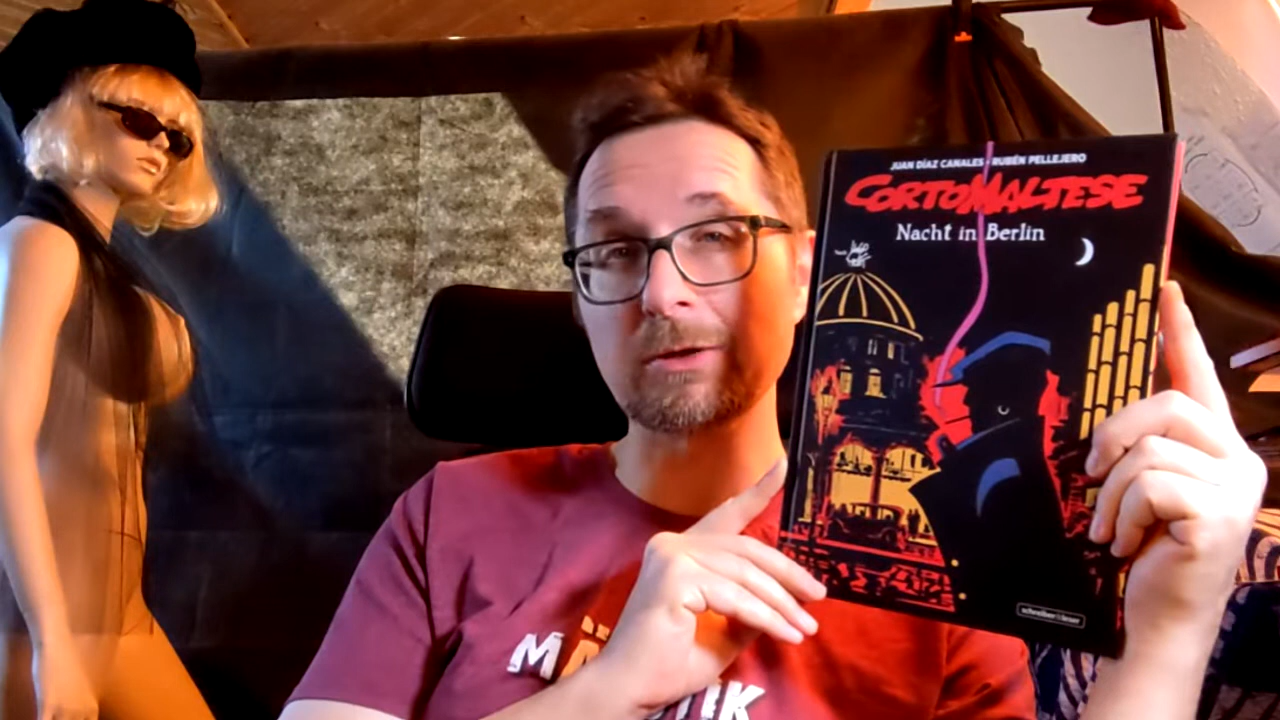 JUAN DÍAZ CANALES • RUBÉN PELLEJERO
CORTO MALTESE
Nacht in Berlin
schreiber&leser